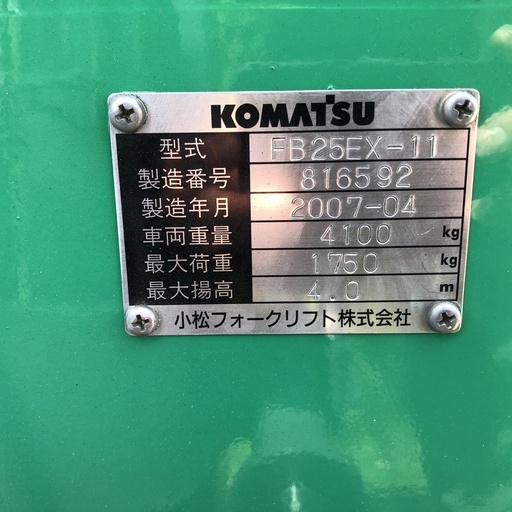 KOMATSU
型式 FB25EX-11
製造番号 816592
製造年月 2007-04
車両重量 4100 kg
最大荷重 1750 kg
最大揚高 4.0 m
小松フォークリフト株式会社